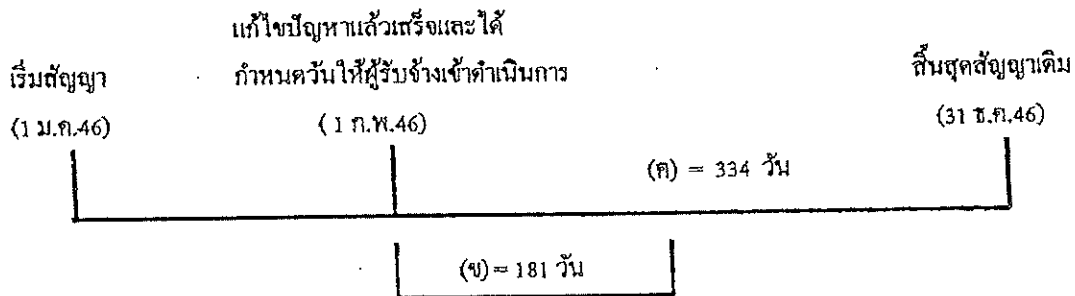 แก้ไขปัญหาแล้วเสร็จและได้
เริ่มสัญญา กำหนดวันให้ผู้รับจ้างเข้าดำเนินการ สิ้นสุดสัญญาเดิม
(1 ม.ค.46) ( 1 ก.พ.46) (31 ธ.ค.46)
(ค) = 334 วัน
(ข) = 181 วัน